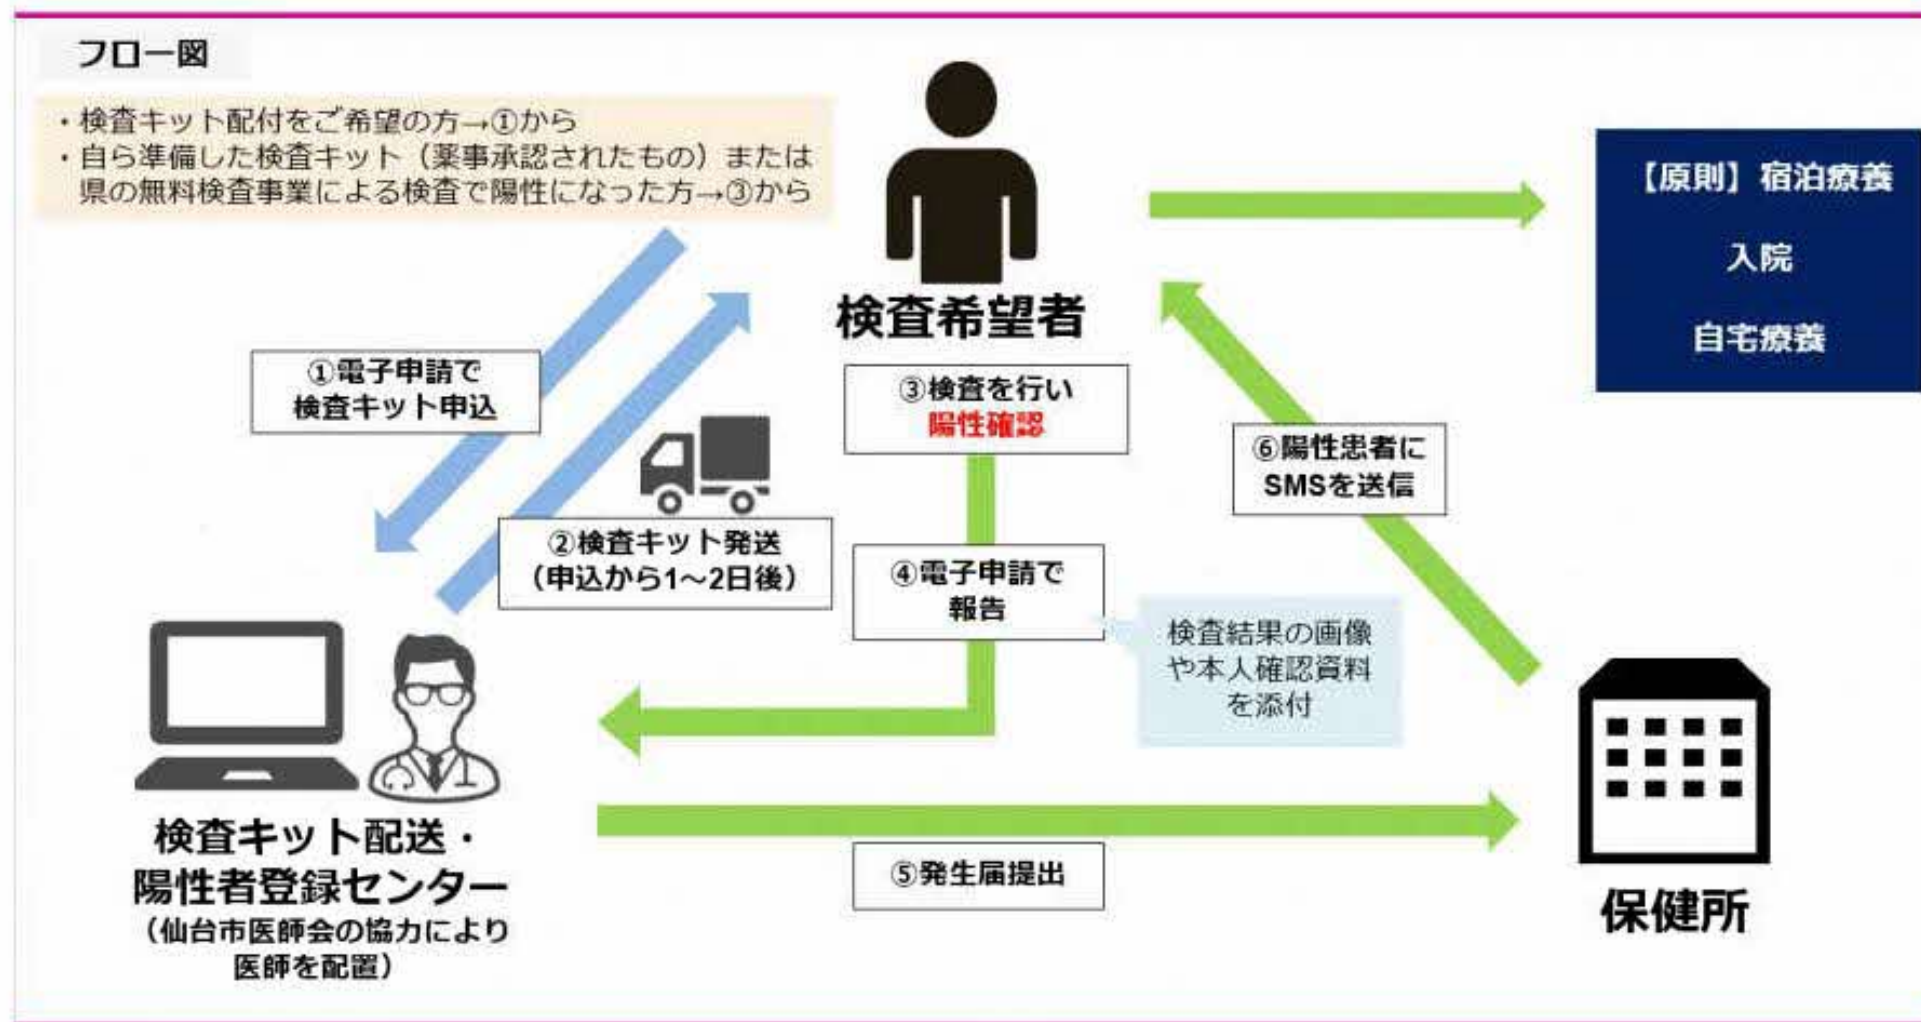 フロー図
・検査キット配付をご希望の方→①から
・自ら準備した検査キット（薬事承認されたもの）または
県の無料検査事業による検査で陽性になった方→③から
検査希望者
【原則】宿泊療養
入院
自宅療養
①電子申請で
検査キット申込
②検査キット発送
（申込から1～2日後）
③検査を行い
陽性確認
④電子申請で
報告
検査結果の画像
や本人確認資料
を添付
⑥陽性患者に
SMSを送信
検査キット配送・
陽性者登録センター
（仙台市医師会の協力により
医師を配置）
⑤発生届提出
保健所